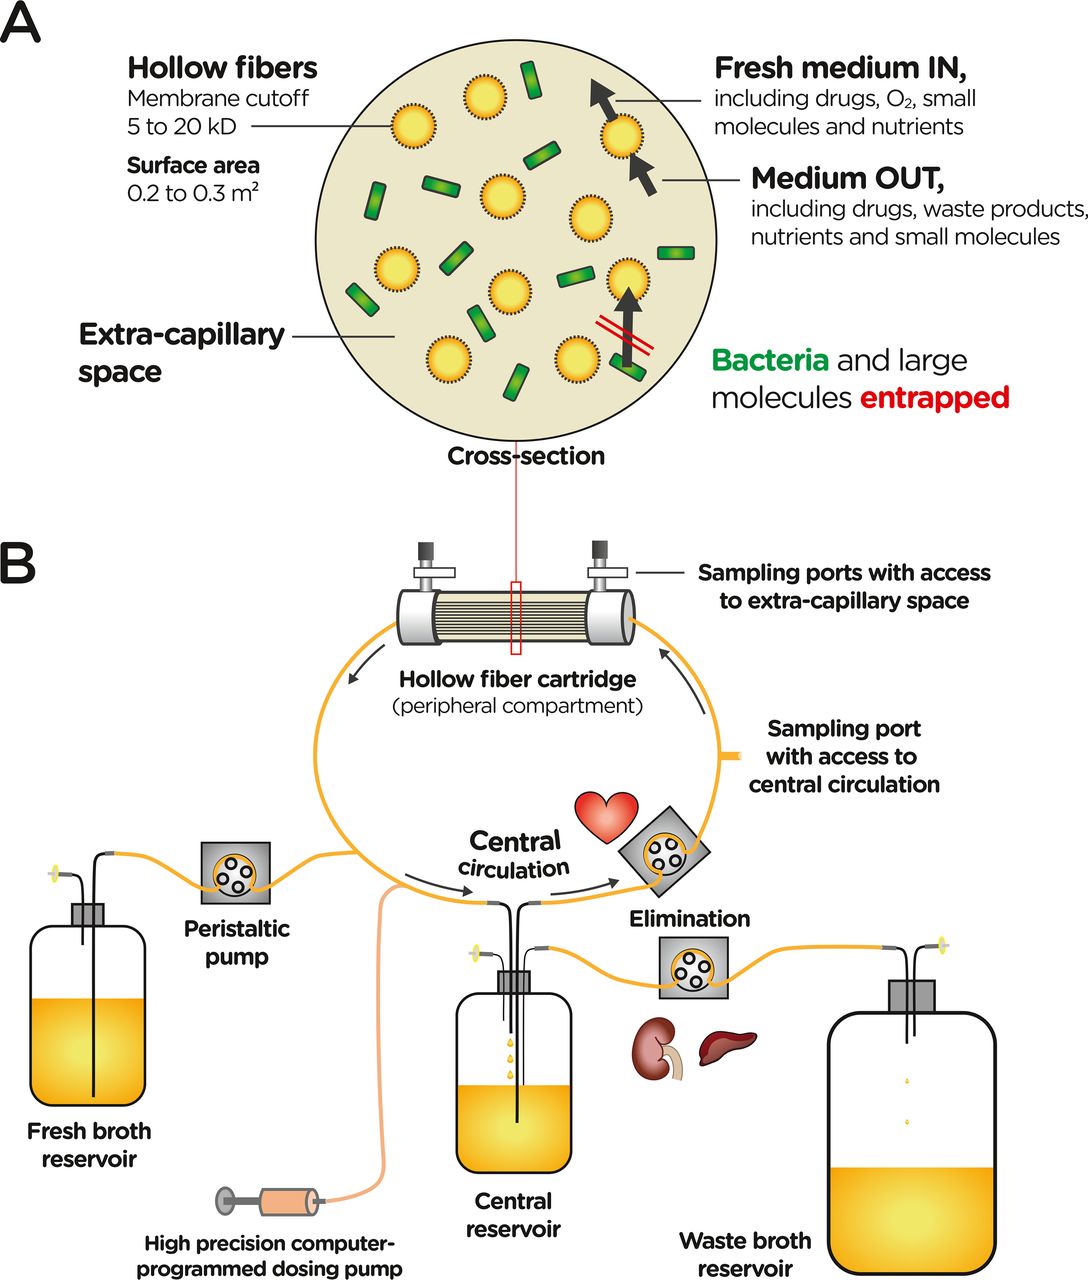 A
Hollow fibers
Membrane cutoff
5 to 20 kD
Surface area
0.2 to 0.3 m²
Fresh medium IN,
including drugs, O₂, small
molecules and nutrients
Medium OUT,
including drugs, waste products,
nutrients and small molecules
Extra-capillary
space
Bacteria and large
molecules entrapped
Cross-section
B
Sampling ports with access
to extra-capillary space
Hollow fiber cartridge
(peripheral compartment)
Sampling port
with access to
central circulation
Central
circulation
Peristaltic
pump
Elimination
Fresh broth
reservoir
Central
reservoir
High precision computer-
programmed dosing pump
Waste broth
reservoir